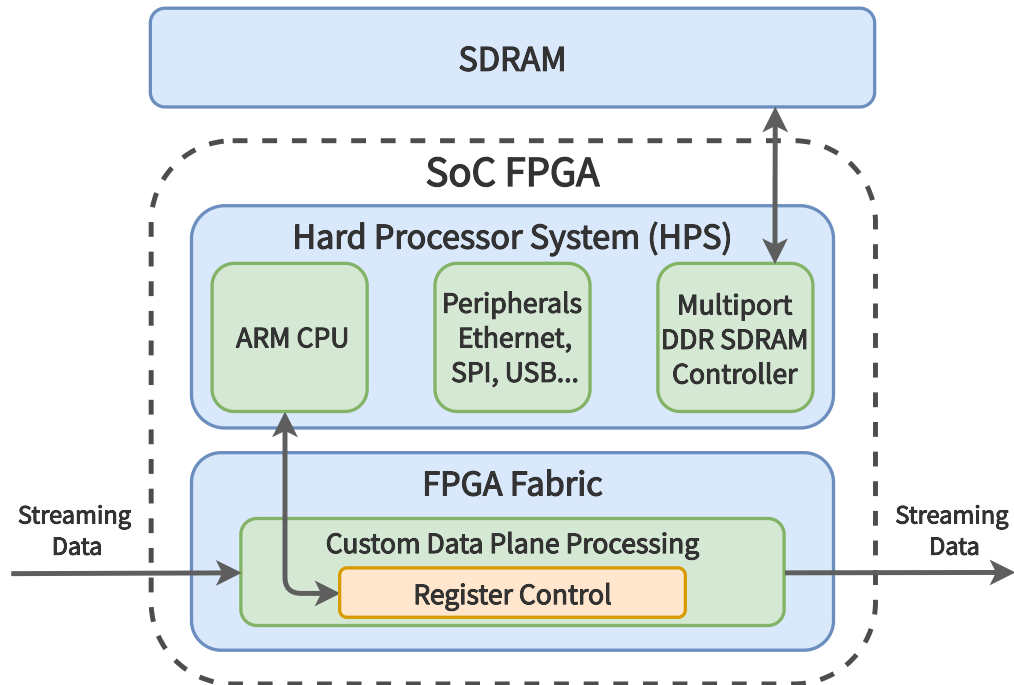 SDRAM
SoC FPGA
Hard Processor System (HPS)
ARM CPU
Peripherals
Ethernet,
SPI, USB...
Multiport
DDR SDRAM
Controller
FPGA Fabric
Streaming
Data
Custom Data Plane Processing
Register Control
Streaming
Data